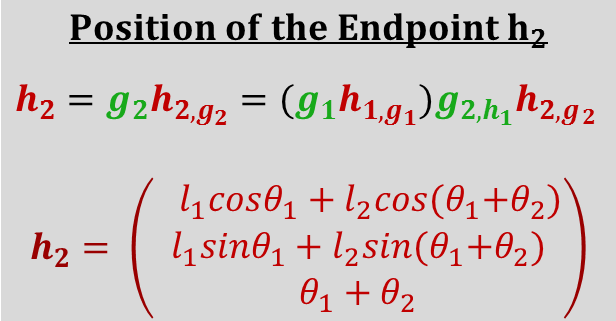 Position of the Endpoint h₂
h₂ = g₂h₂,g₂ = (g₁h₁,g₁)g₂,h₁h₂,g₂
h₂ = ( l₁cosθ₁ + l₂cos(θ₁+θ₂)
l₁sinθ₁ + l₂sin(θ₁+θ₂)
θ₁ + θ₂ )